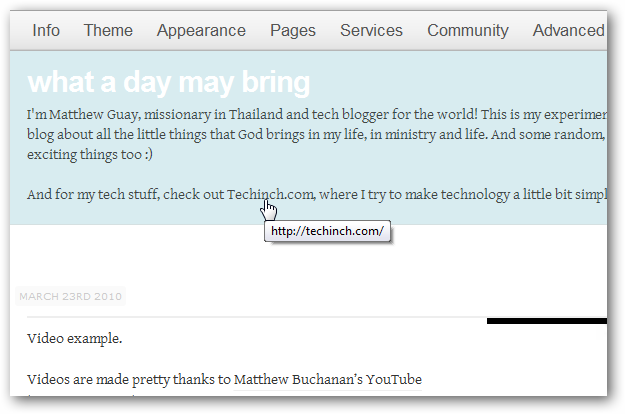 Info Theme Appearance Pages Services Community Advanced
what a day may bring
I'm Matthew Guay, missionary in Thailand and tech blogger for the world! This is my experimen
blog about all the little things that God brings in my life, in ministry and life. And some random,
exciting things too :)
And for my tech stuff, check out Techinch.com, where I try to make technology a little bit simpl
http://techinch.com/
MARCH 23RD 2010
Video example.
Videos are made pretty thanks to Matthew Buchanan's YouTube